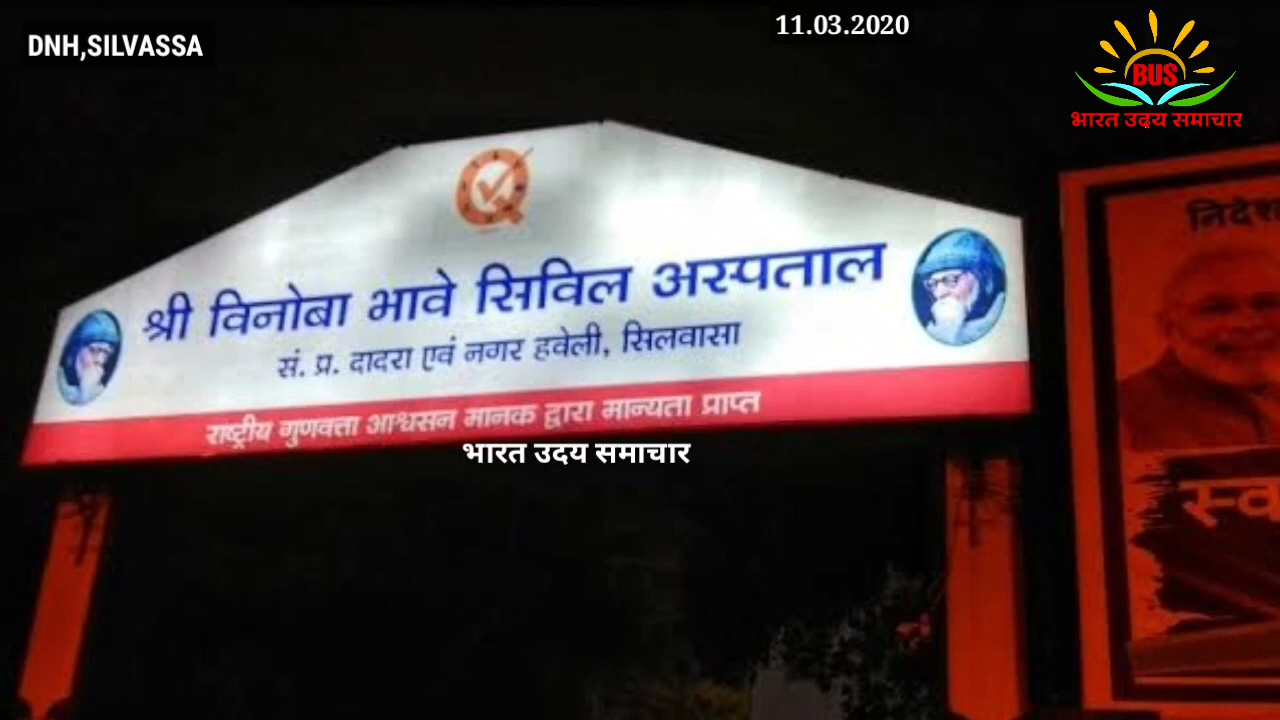 DNH,SILVASSA
11.03.2020
BUS
भारत उदय समाचार
श्री विनोबा भावे सिविल अस्पताल
सं. प्र. दादरा एवं नगर हवेली, सिलवासा
राष्ट्रीय गुणवत्ता आश्वसन मानक द्वारा मान्यता प्राप्त
भारत उदय समाचार